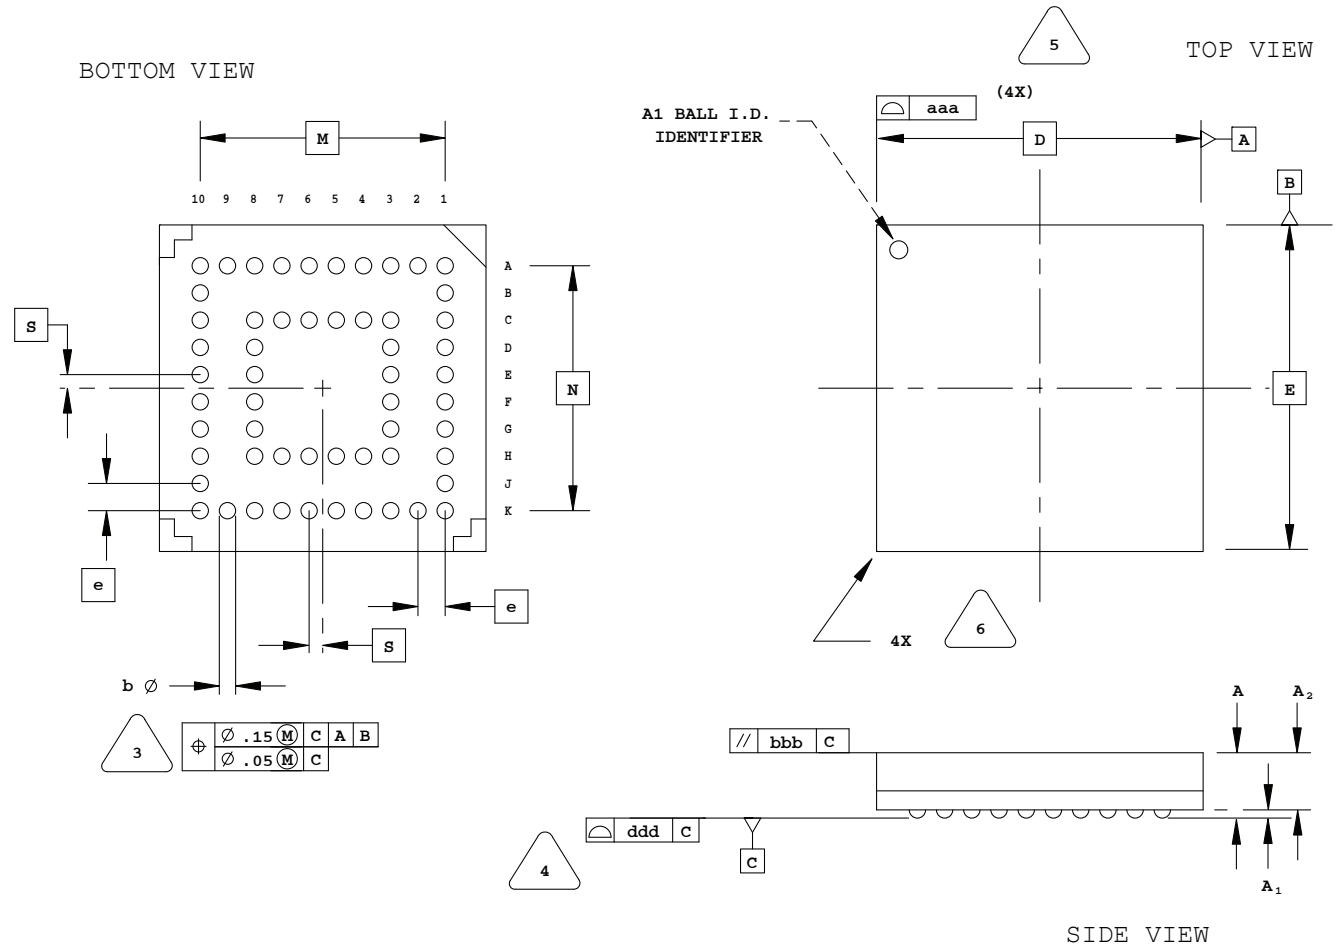 BOTTOM VIEW
5
TOP VIEW
aaa
(4X)
A1 BALL I.D.
IDENTIFIER
M
D
A
B
10 9 8 7 6 5 4 3 2 1
A
B
C
S
D
E
F
N
E
G
H
J
K
e
e
S
4X
6
b Ø
3
⌖ Ø .15 Ⓜ C A B
Ø .05 Ⓜ C
A
A₂
// bbb C
ddd C
C
4
A₁
SIDE VIEW